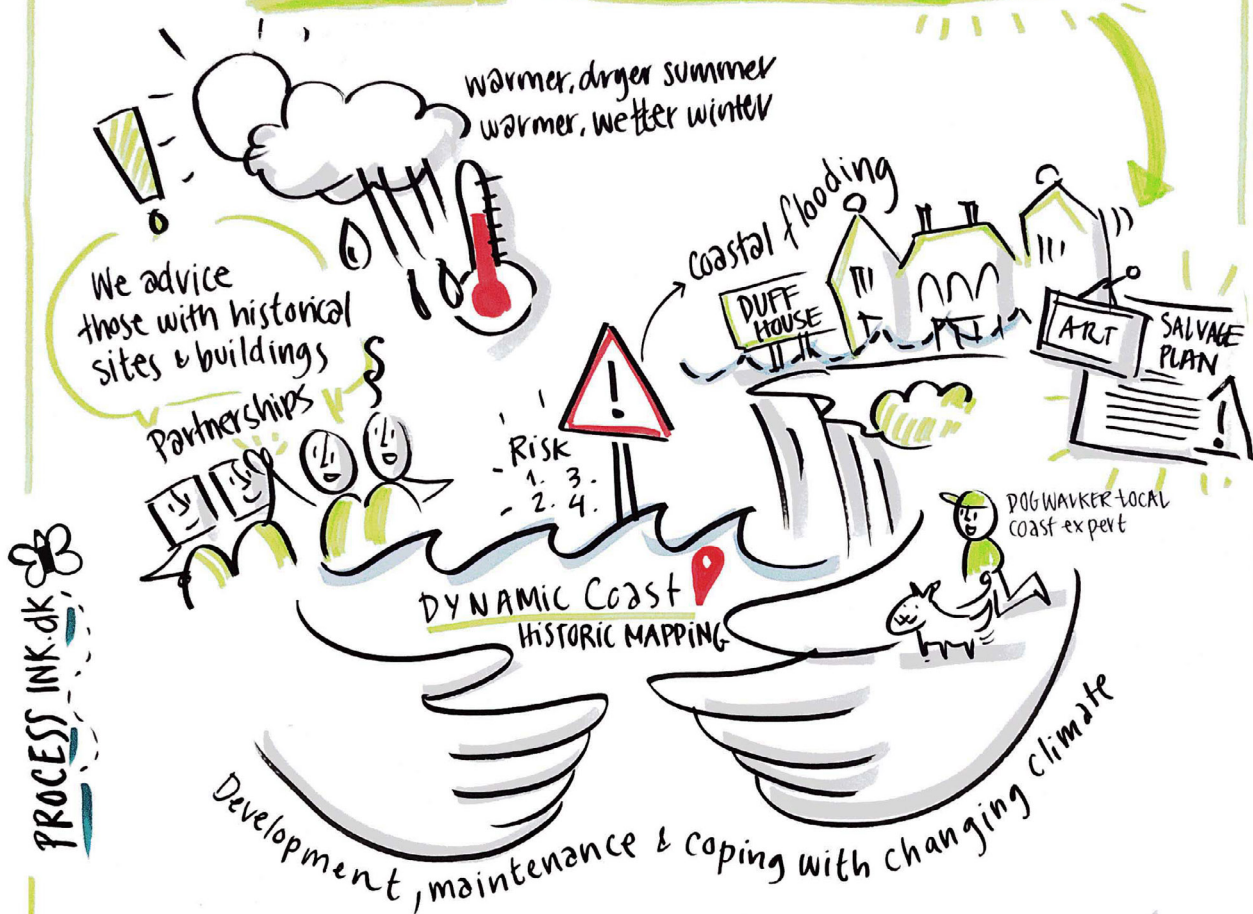 warmer, dryer summer
warmer, wetter winter
We advice
those with historical
sites & buildings
Partnerships
coastal flooding
DUFF
HOUSE
ART
SALVAGE
PLAN
!
Risk
1. 3.
2. 4.
DOGWALKER-LOCAL
coast expert
DYNAMIC Coast
HISTORIC MAPPING
Development, maintenance & coping with changing climate
PROCESS INK.dk